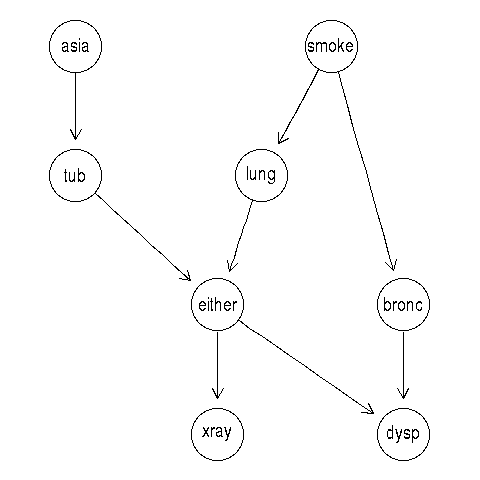 asia
smoke
tub
lung
either
bronc
xray
dysp